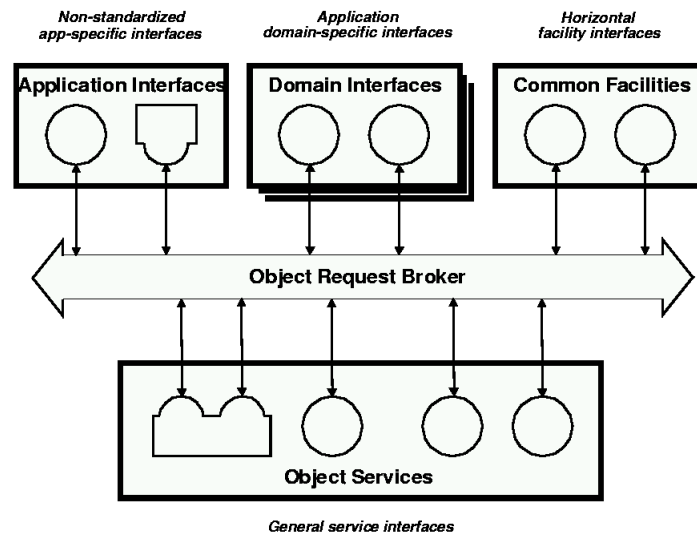 Non-standardized
app-specific interfaces
Application
domain-specific interfaces
Horizontal
facility interfaces
Application Interfaces
Domain Interfaces
Common Facilities
Object Request Broker
Object Services
General service interfaces